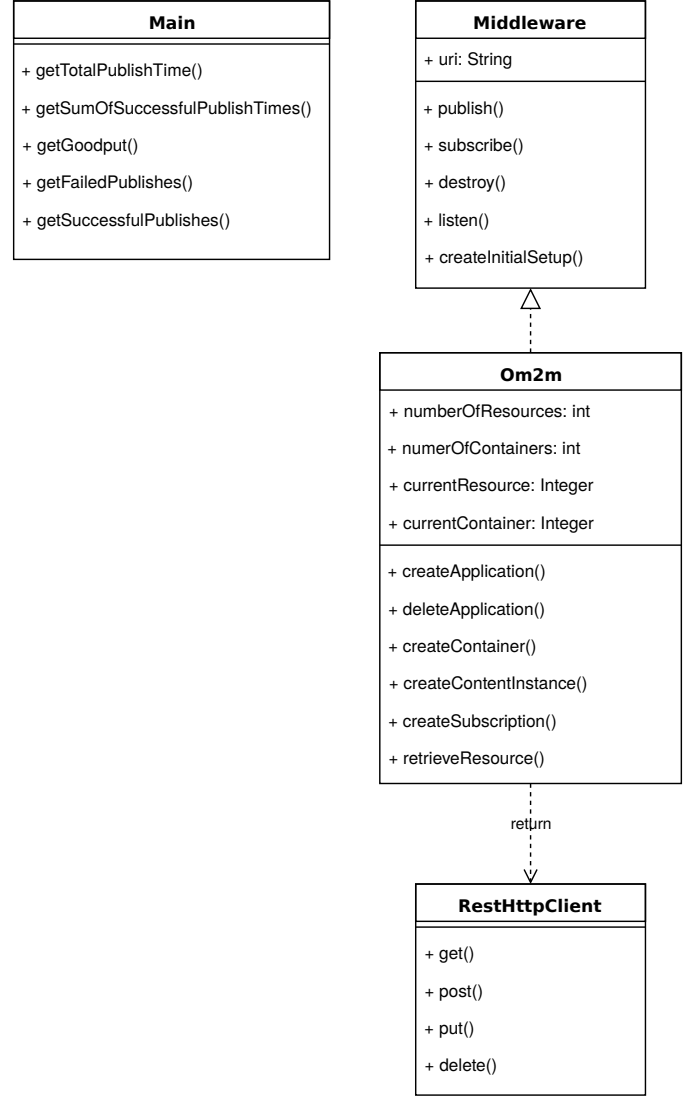 Main
+ getTotalPublishTime()
+ getSumOfSuccessfulPublishTimes()
+ getGoodput()
+ getFailedPublishes()
+ getSuccessfulPublishes()
Middleware
+ uri: String
+ publish()
+ subscribe()
+ destroy()
+ listen()
+ createInitialSetup()
Om2m
+ numberOfResources: int
+ numerOfContainers: int
+ currentResource: Integer
+ currentContainer: Integer
+ createApplication()
+ deleteApplication()
+ createContainer()
+ createContentInstance()
+ createSubscription()
+ retrieveResource()
return
RestHttpClient
+ get()
+ post()
+ put()
+ delete()